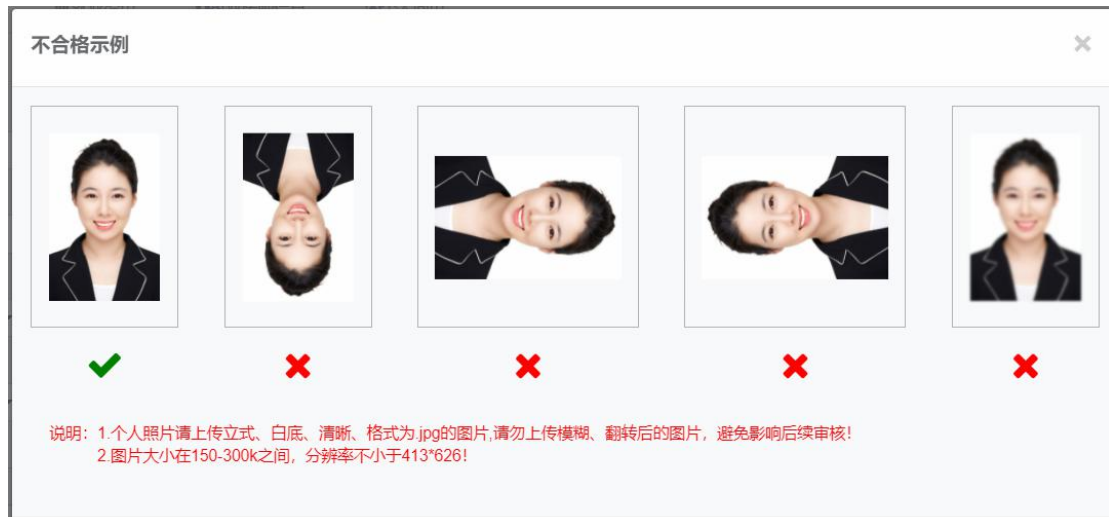 不合格示例
说明：1.个人照片请上传立式、白底、清晰、格式为.jpg的图片,请勿上传模糊、翻转后的图片，避免影响后续审核！
2.图片大小在150-300k之间，分辨率不小于413*626！